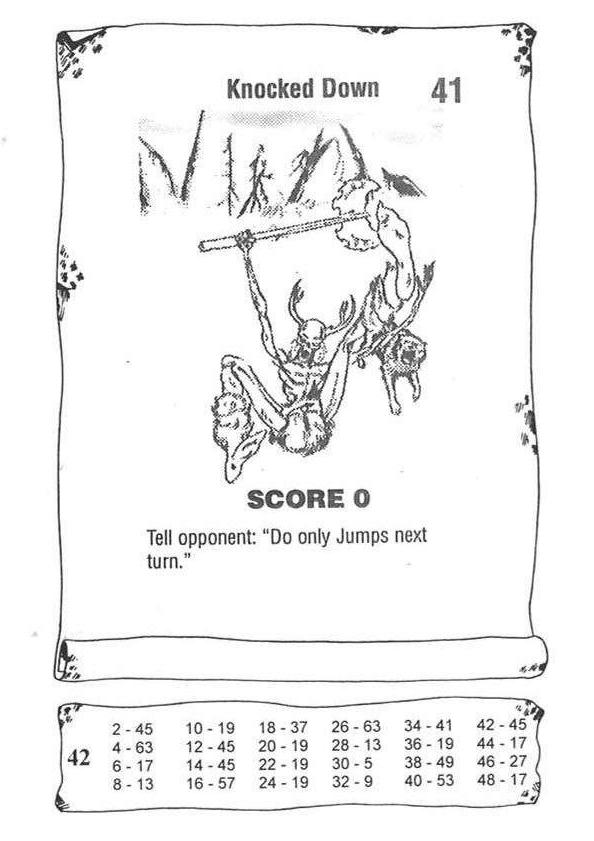 Knocked Down 41
SCORE 0
Tell opponent: “Do only Jumps next
turn.”
42
2 - 45 10 - 19 18 - 37 26 - 63 34 - 41 42 - 45
4 - 63 12 - 45 20 - 19 28 - 13 36 - 19 44 - 17
6 - 17 14 - 45 22 - 19 30 - 5 38 - 49 46 - 27
8 - 13 16 - 57 24 - 19 32 - 9 40 - 53 48 - 17